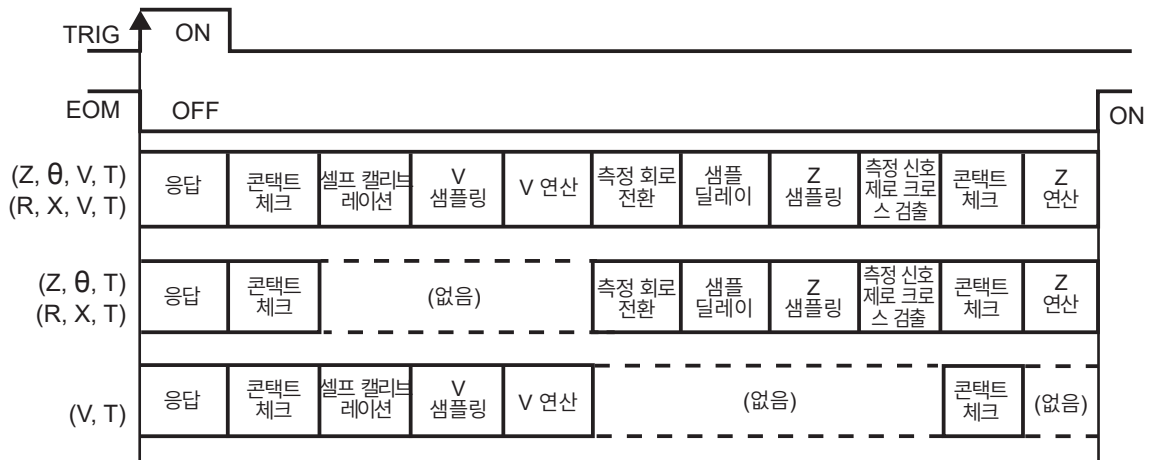 TRIG
ON
EOM
OFF
ON
(Z, θ, V, T)
(R, X, V, T)
응답
콘택트
체크
셀프 캘리브
레이션
V
샘플링
V 연산
측정 회로
전환
샘플
딜레이
Z
샘플링
측정 신호
제로 크로
스 검출
콘택트
체크
Z
연산
(Z, θ, T)
(R, X, T)
응답
콘택트
체크
(없음)
측정 회로
전환
샘플
딜레이
Z
샘플링
측정 신호
제로 크로
스 검출
콘택트
체크
Z
연산
(V, T)
응답
콘택트
체크
셀프 캘리브
레이션
V
샘플링
V 연산
(없음)
콘택트
체크
(없음)